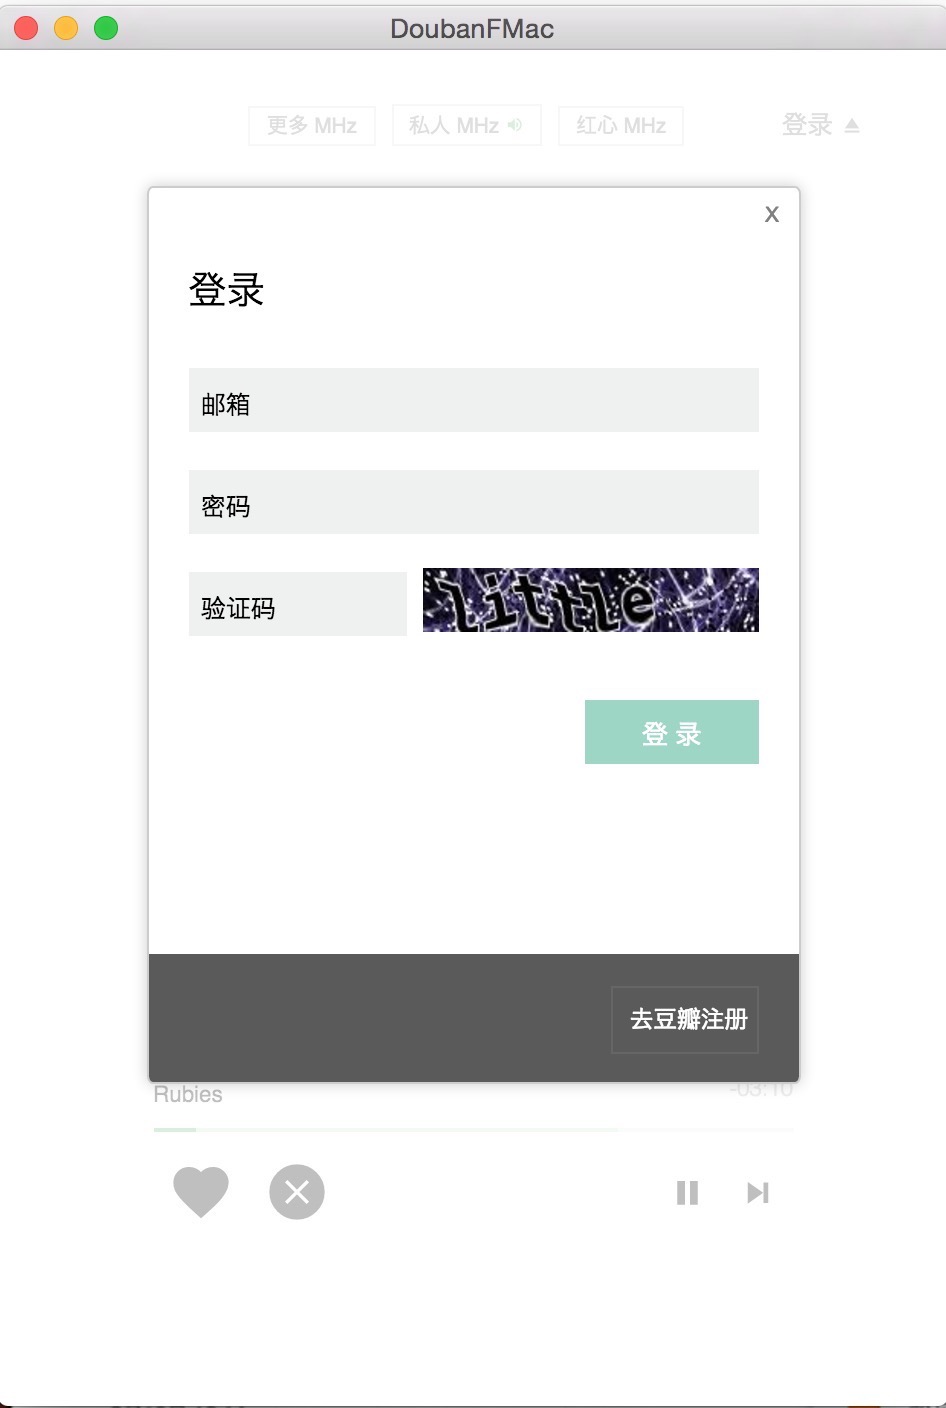 DoubanFMac
更多 MHz
私人 MHz
红心 MHz
登录
x
登录
邮箱
密码
验证码
little
登 录
去豆瓣注册
Rubies
-03:10